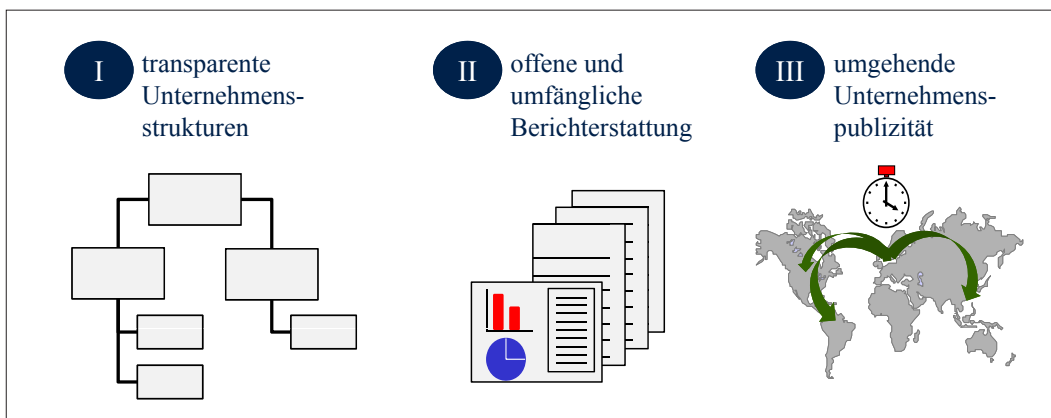 I
transparente
Unternehmens-
strukturen
II
offene und
umfängliche
Berichterstattung
III
umgehende
Unternehmens-
publizität